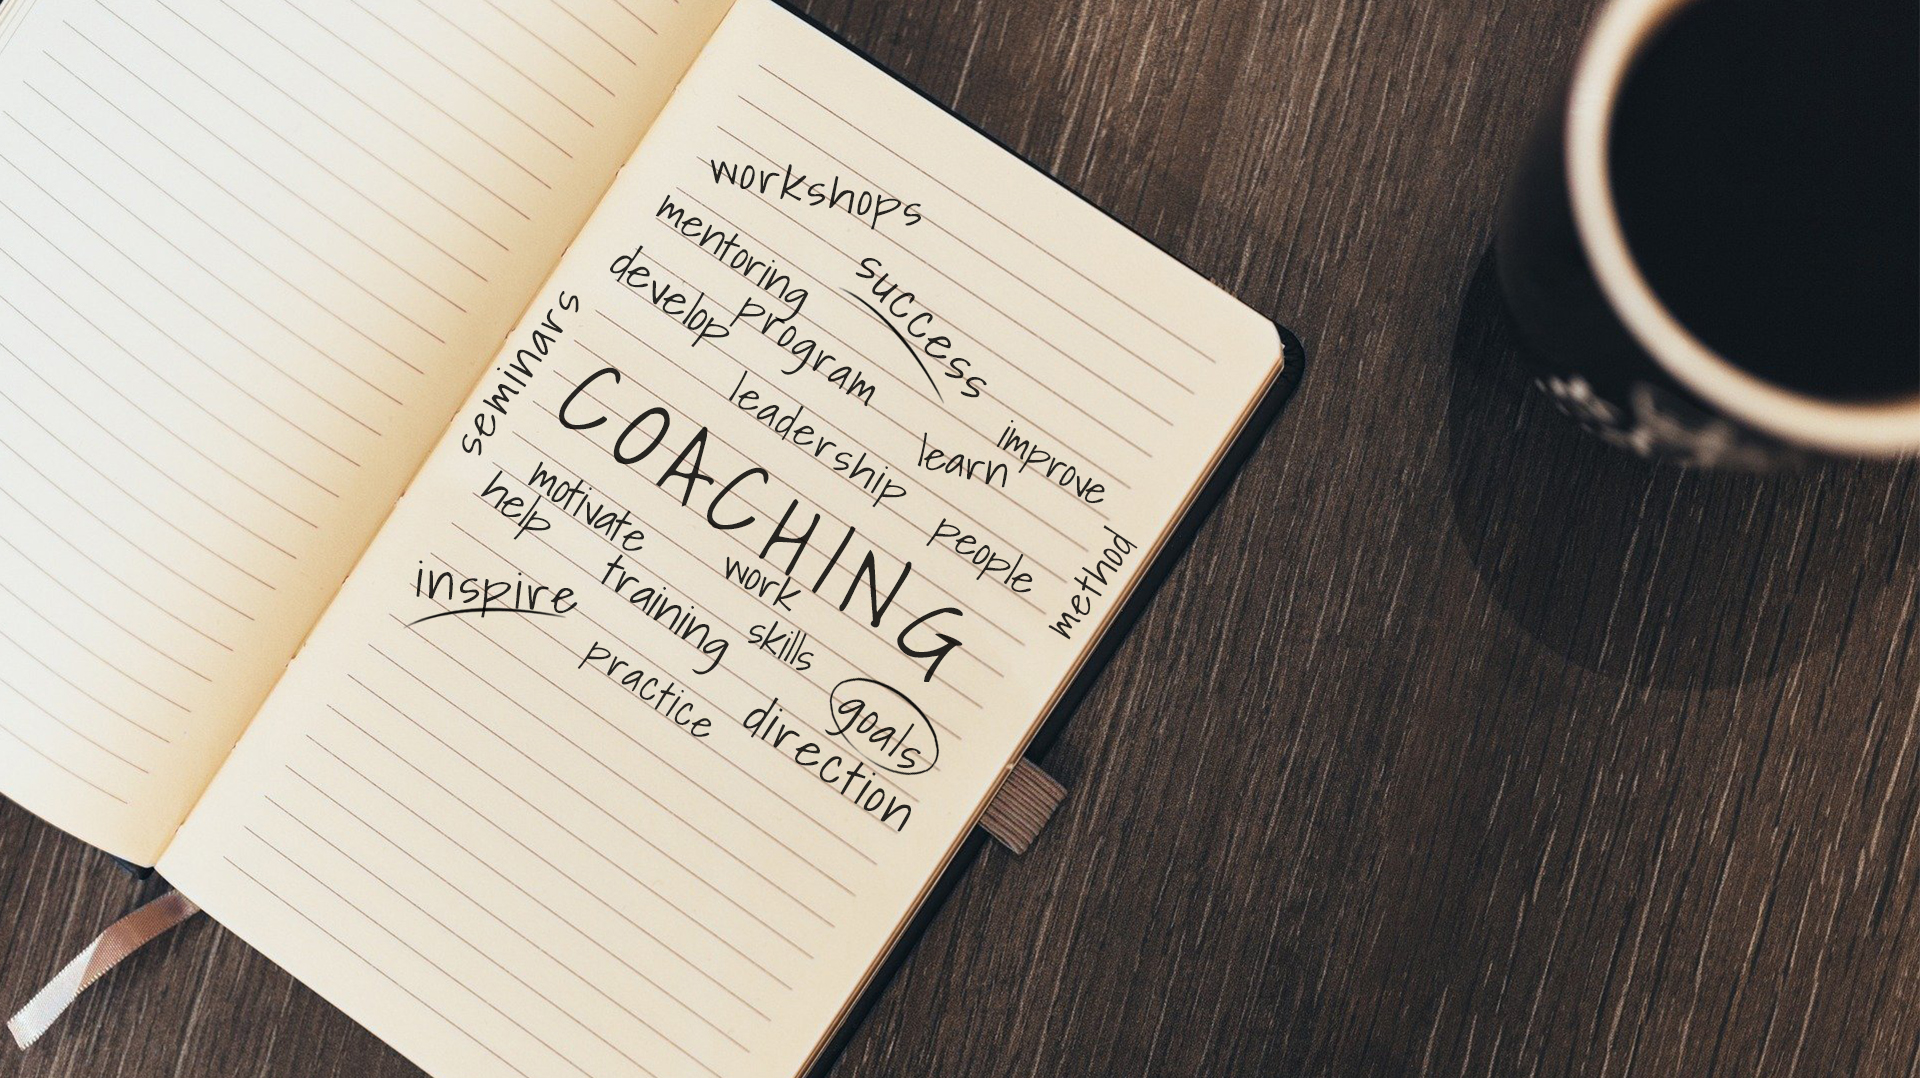 workshops
mentoring
success
develop
program
seminars
leadership
learn
improve
COACHING
people
method
motivate
help
work
inspire
training
skills
goals
practice
direction